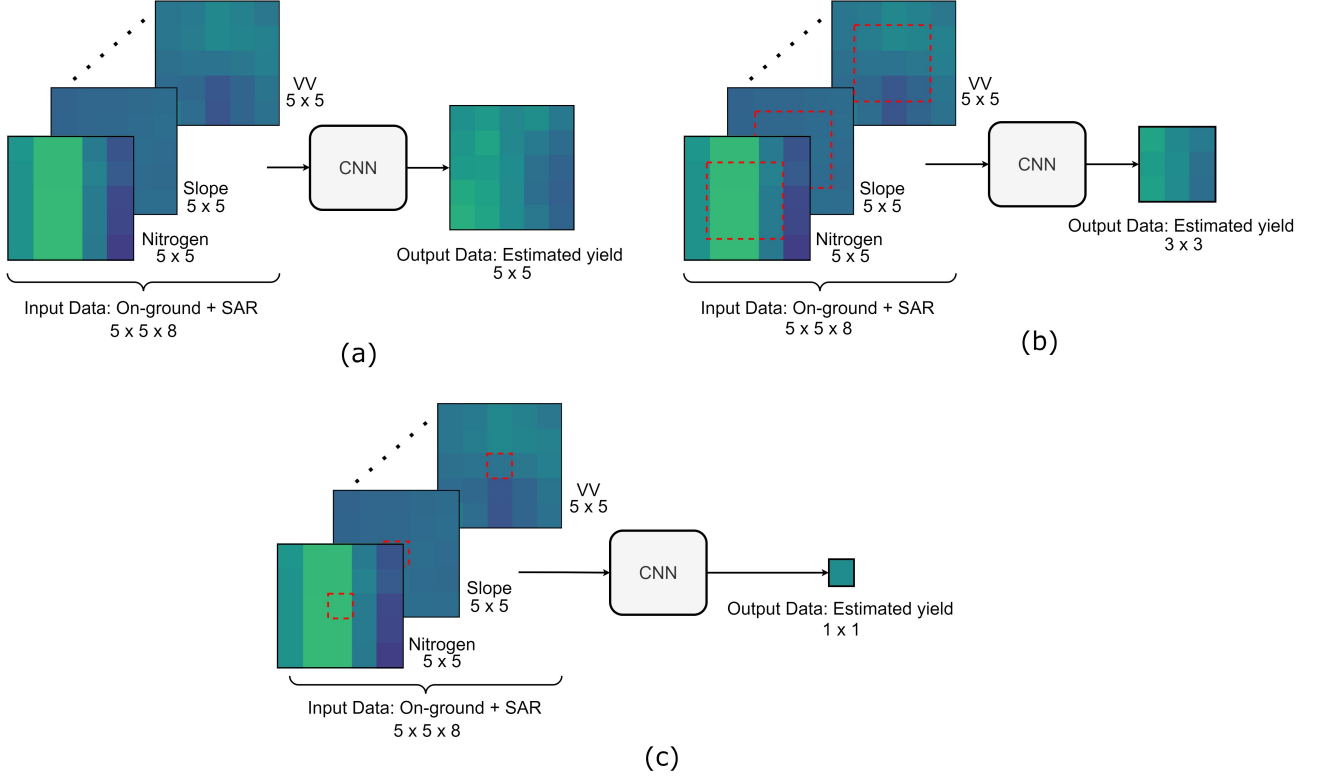 VV
5 x 5
Slope
5 x 5
Nitrogen
5 x 5
CNN
Output Data: Estimated yield
5 x 5
Input Data: On-ground + SAR
5 x 5 x 8
(a)
VV
5 x 5
Slope
5 x 5
Nitrogen
5 x 5
CNN
Output Data: Estimated yield
3 x 3
Input Data: On-ground + SAR
5 x 5 x 8
(b)
VV
5 x 5
Slope
5 x 5
Nitrogen
5 x 5
CNN
Output Data: Estimated yield
1 x 1
Input Data: On-ground + SAR
5 x 5 x 8
(c)